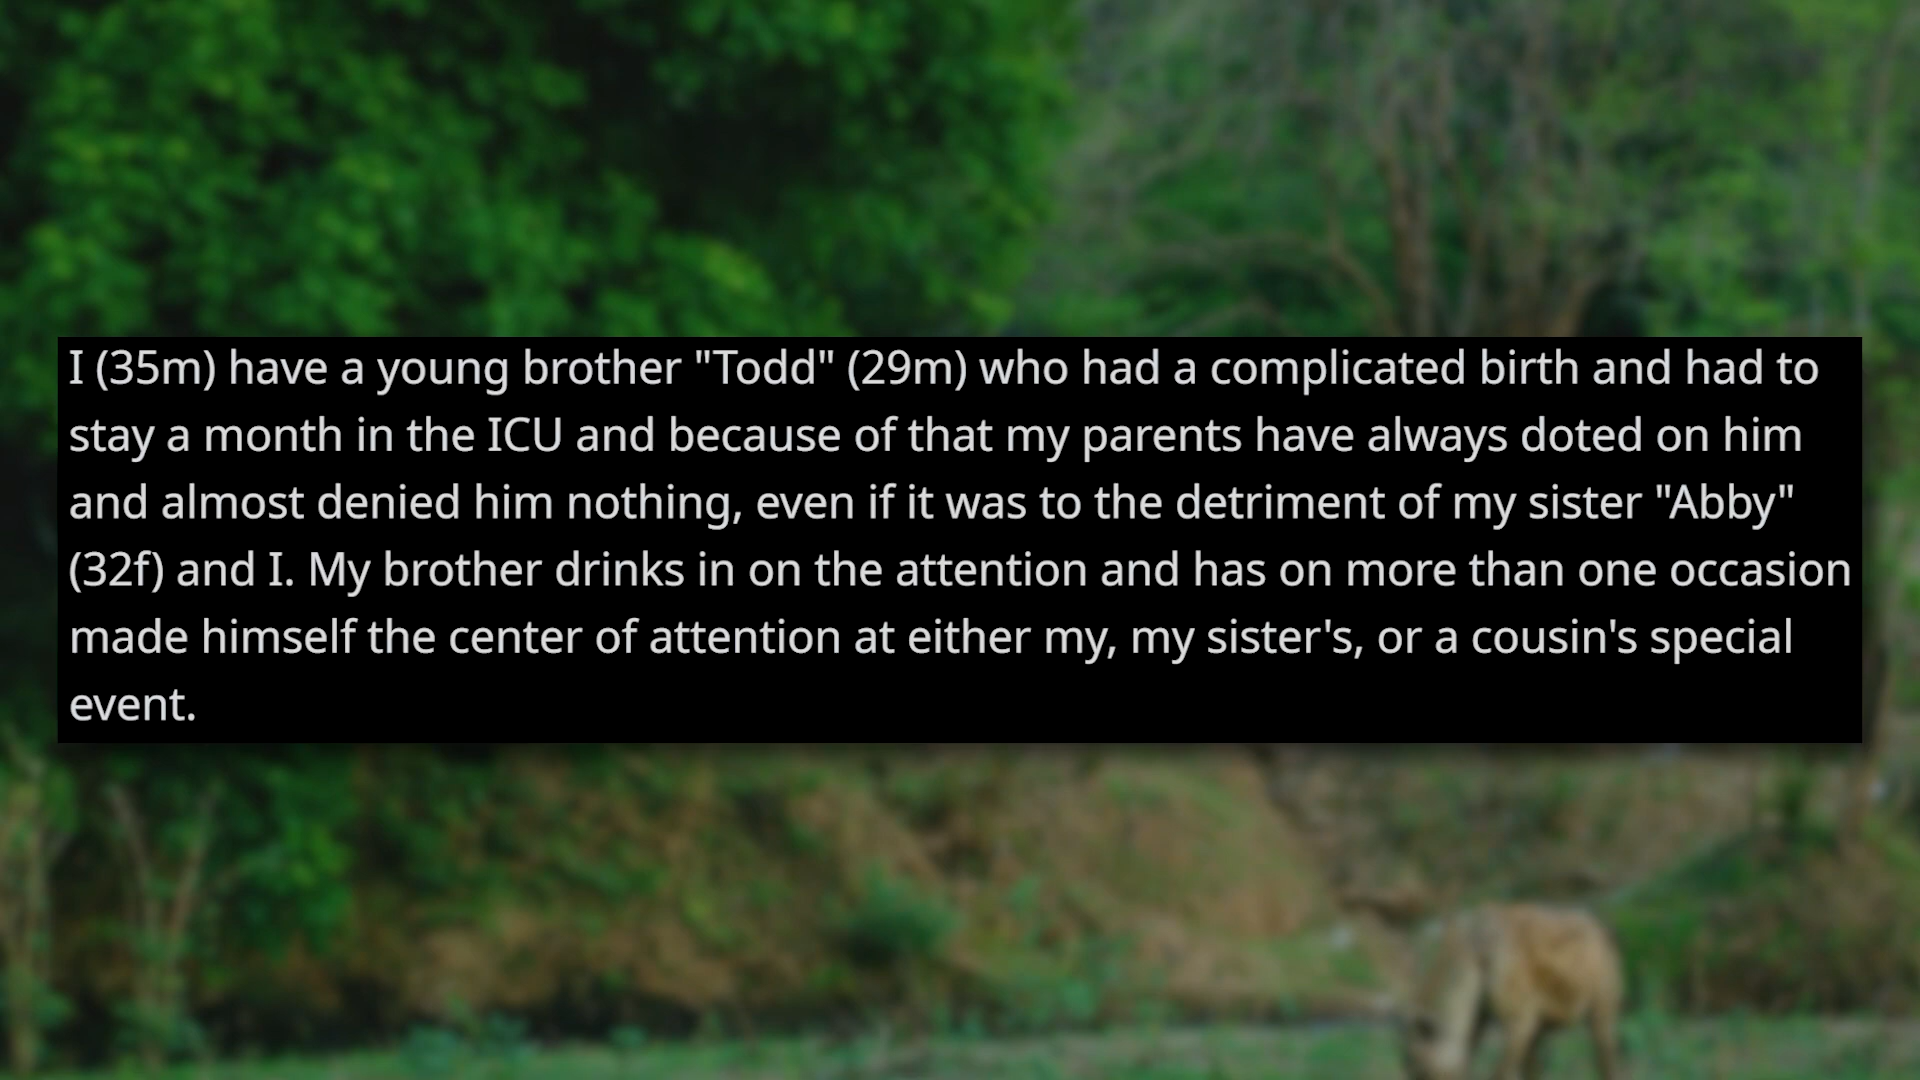 I (35m) have a young brother "Todd" (29m) who had a complicated birth and had to
stay a month in the ICU and because of that my parents have always doted on him
and almost denied him nothing, even if it was to the detriment of my sister "Abby"
(32f) and I. My brother drinks in on the attention and has on more than one occasion
made himself the center of attention at either my, my sister's, or a cousin's special
event.